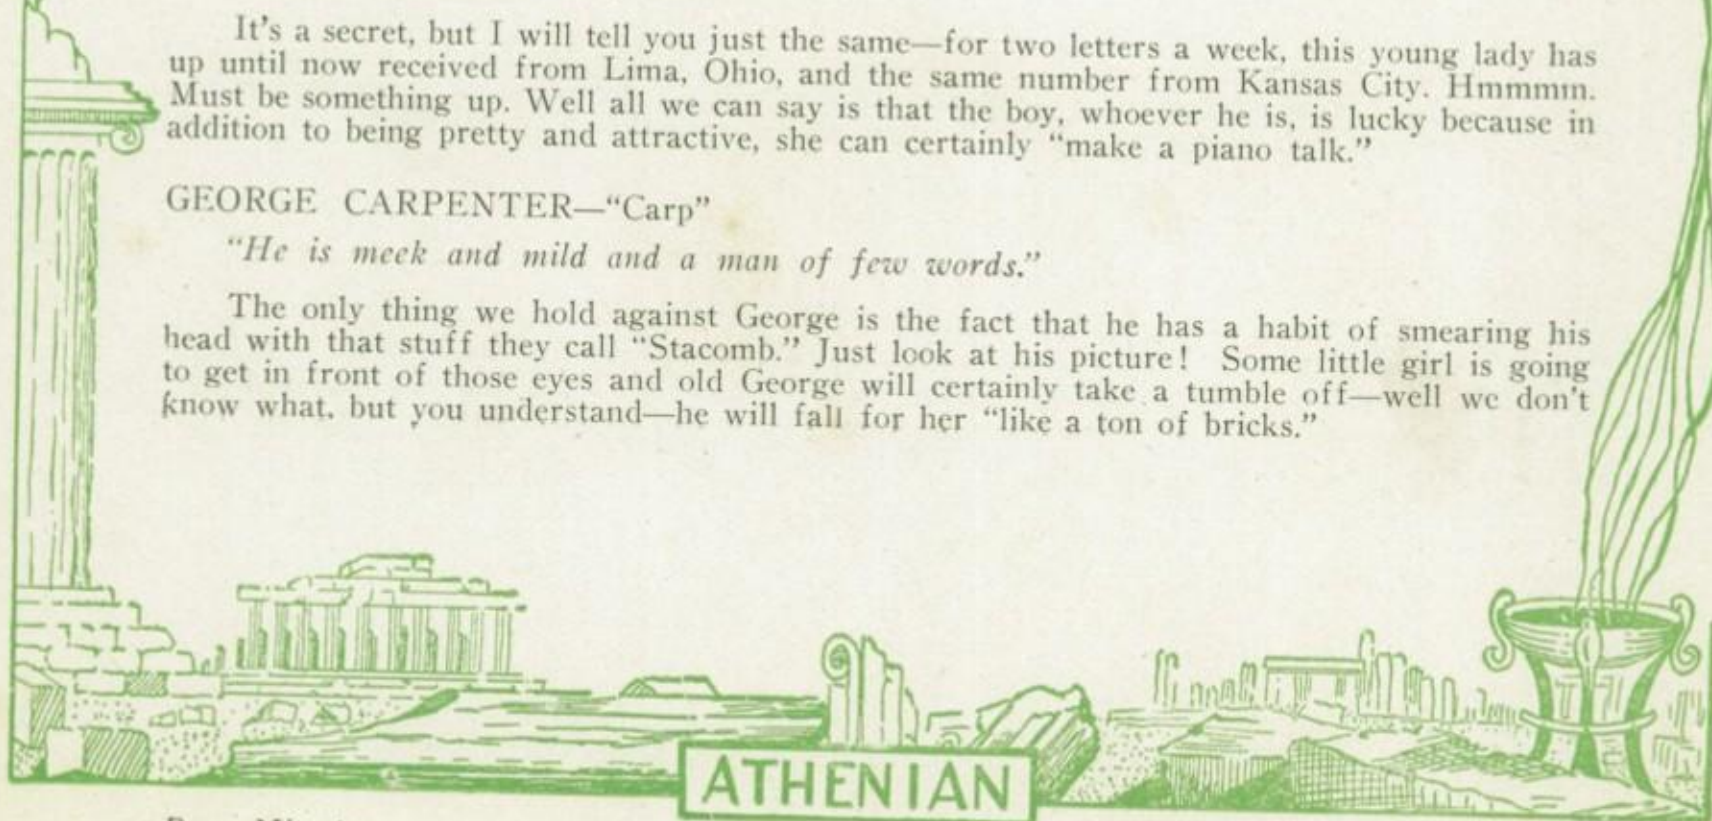 It's a secret, but I will tell you just the same—for two letters a week, this young lady has
up until now received from Lima, Ohio, and the same number from Kansas City. Hmmmm.
Must be something up. Well all we can say is that the boy, whoever he is, is lucky because in
addition to being pretty and attractive, she can certainly “make a piano talk.”
GEORGE CARPENTER—“Carp”
“He is meek and mild and a man of few words.”
The only thing we hold against George is the fact that he has a habit of smearing his
head with that stuff they call “Stacomb.” Just look at his picture! Some little girl is going
to get in front of those eyes and old George will certainly take a tumble off—well we don't
know what, but you understand—he will fall for her “like a ton of bricks.”
ATHENIAN